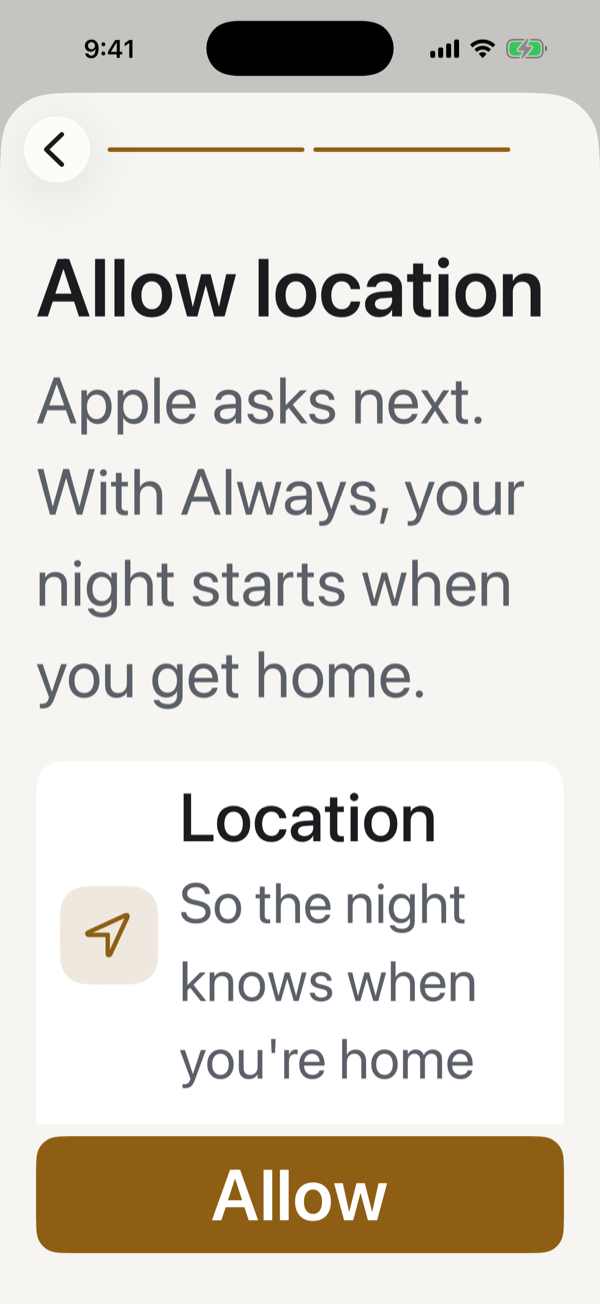 9:41
Allow location
Apple asks next.
With Always, your
night starts when
you get home.
Location
So the night
knows when
you're home
Allow